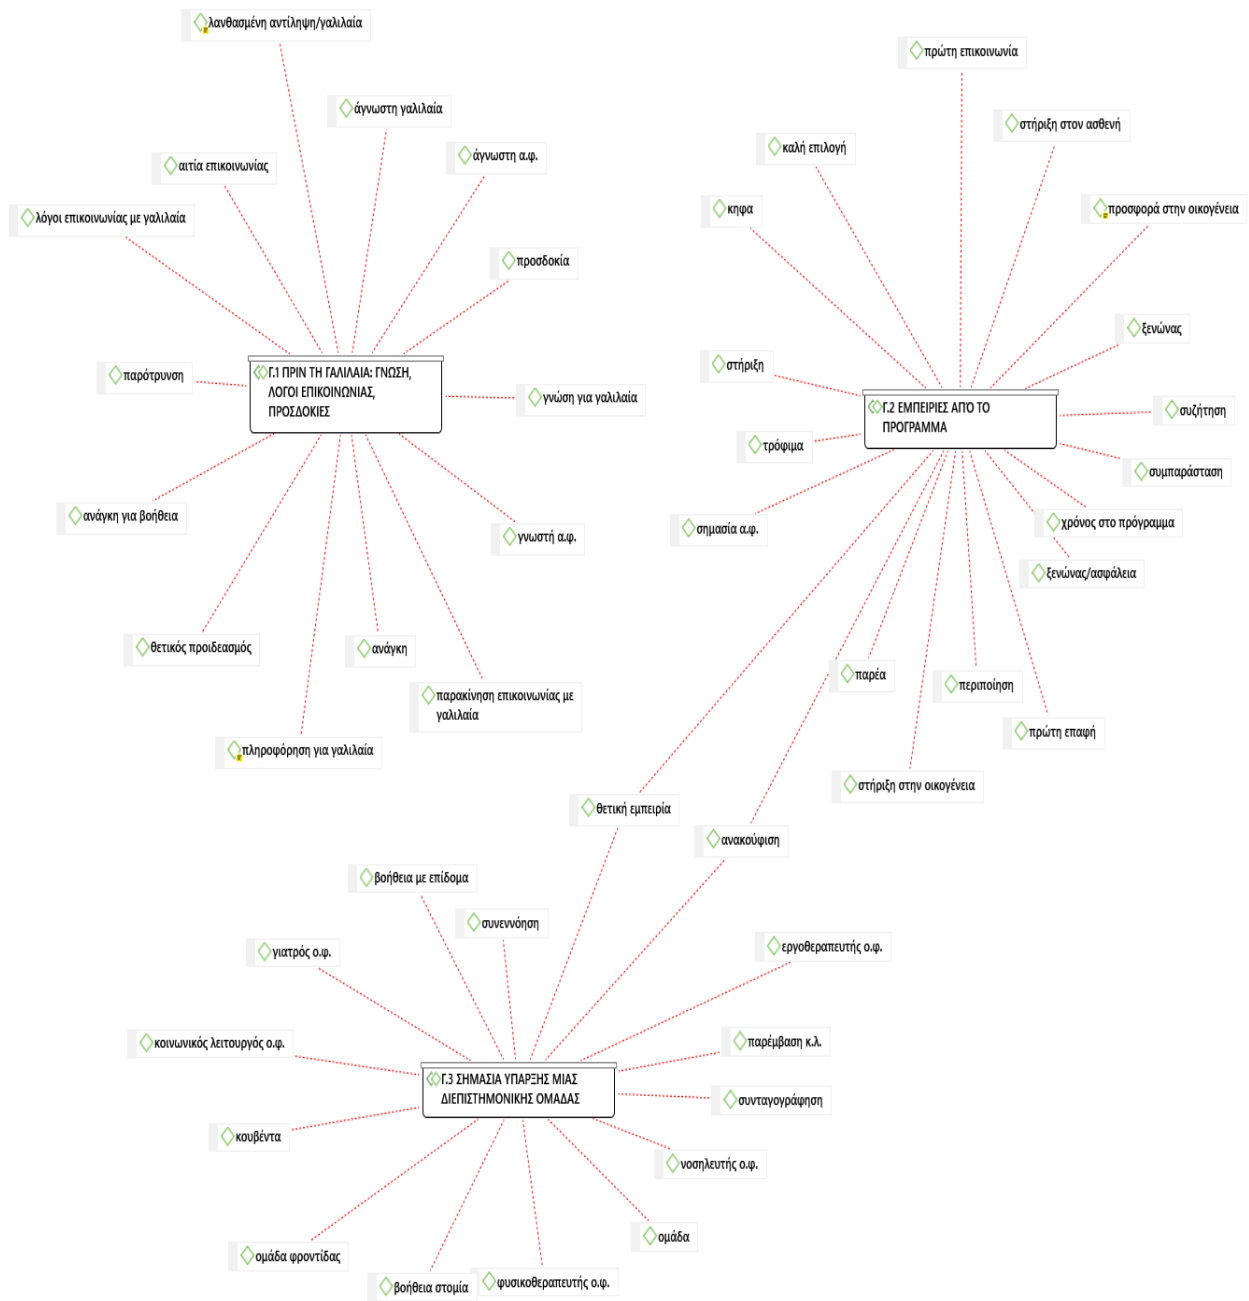 λανθασμένη αντίληψη/γαλιλαία
άγνωστη γαλιλαία
άγνωστη α.φ.
αιτία επικοινωνίας
λόγοι επικοινωνίας με γαλιλαία
προσδοκία
παρότρυνση
Γ.1 ΠΡΙΝ ΤΗ ΓΑΛΙΛΑΙΑ: ΓΝΩΣΗ,
ΛΟΓΟΙ ΕΠΙΚΟΙΝΩΝΙΑΣ,
ΠΡΟΣΔΟΚΙΕΣ
γνώση για γαλιλαία
ανάγκη για βοήθεια
γνωστή α.φ.
θετικός προιδεασμός
ανάγκη
παρακίνηση επικοινωνίας με
γαλιλαία
πληροφόρηση για γαλιλαία
πρώτη επικοινωνία
στήριξη στον ασθενή
καλή επιλογή
κηφα
προσφορά στην οικογένεια
ξενώνας
στήριξη
Γ.2 ΕΜΠΕΙΡΙΕΣ ΑΠΌ ΤΟ
ΠΡΟΓΡΑΜΜΑ
συζήτηση
τρόφιμα
συμπαράσταση
σημασία α.φ.
χρόνος στο πρόγραμμα
ξενώνας/ασφάλεια
παρέα
περιποίηση
πρώτη επαφή
στήριξη στην οικογένεια
θετική εμπειρία
ανακούφιση
βοήθεια με επίδομα
συνεννόηση
γιατρός ο.φ.
εργοθεραπευτής ο.φ.
κοινωνικός λειτουργός ο.φ.
παρέμβαση κ.λ.
Γ.3 ΣΗΜΑΣΙΑ ΥΠΑΡΞΗΣ ΜΙΑΣ
ΔΙΕΠΙΣΤΗΜΟΝΙΚΗΣ ΟΜΑΔΑΣ
συνταγογράφηση
κουβέντα
νοσηλευτής ο.φ.
ομάδα
ομάδα φροντίδας
βοήθεια στομία
φυσικοθεραπευτής ο.φ.